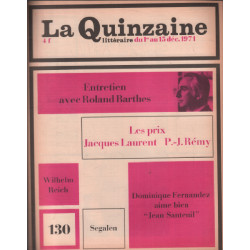 La Quinzaine
4 f littéraire du 1er au 15 déc. 1971
Entretien
avec Roland Barthes
Les prix
Jacques Laurent P.-J. Rémy
Wilhelm
Reich
Dominique Fernandez
aime bien
"Jean Santeuil"
130
Segalen